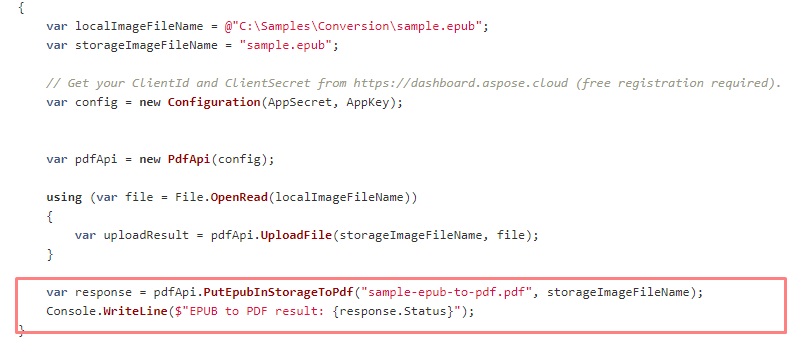 {
    var localImageFileName = @"C:\Samples\Conversion\sample.epub";
    var storageImageFileName = "sample.epub";
    // Get your ClientId and ClientSecret from https://dashboard.aspose.cloud (free registration required).
    var config = new Configuration(AppSecret, AppKey);
    var pdfApi = new PdfApi(config);
    using (var file = File.OpenRead(localImageFileName))
    {
        var uploadResult = pdfApi.UploadFile(storageImageFileName, file);
    }
    var response = pdfApi.PutEpubInStorageToPdf("sample-epub-to-pdf.pdf", storageImageFileName);
    Console.WriteLine($"EPUB to PDF result: {response.Status}");
}